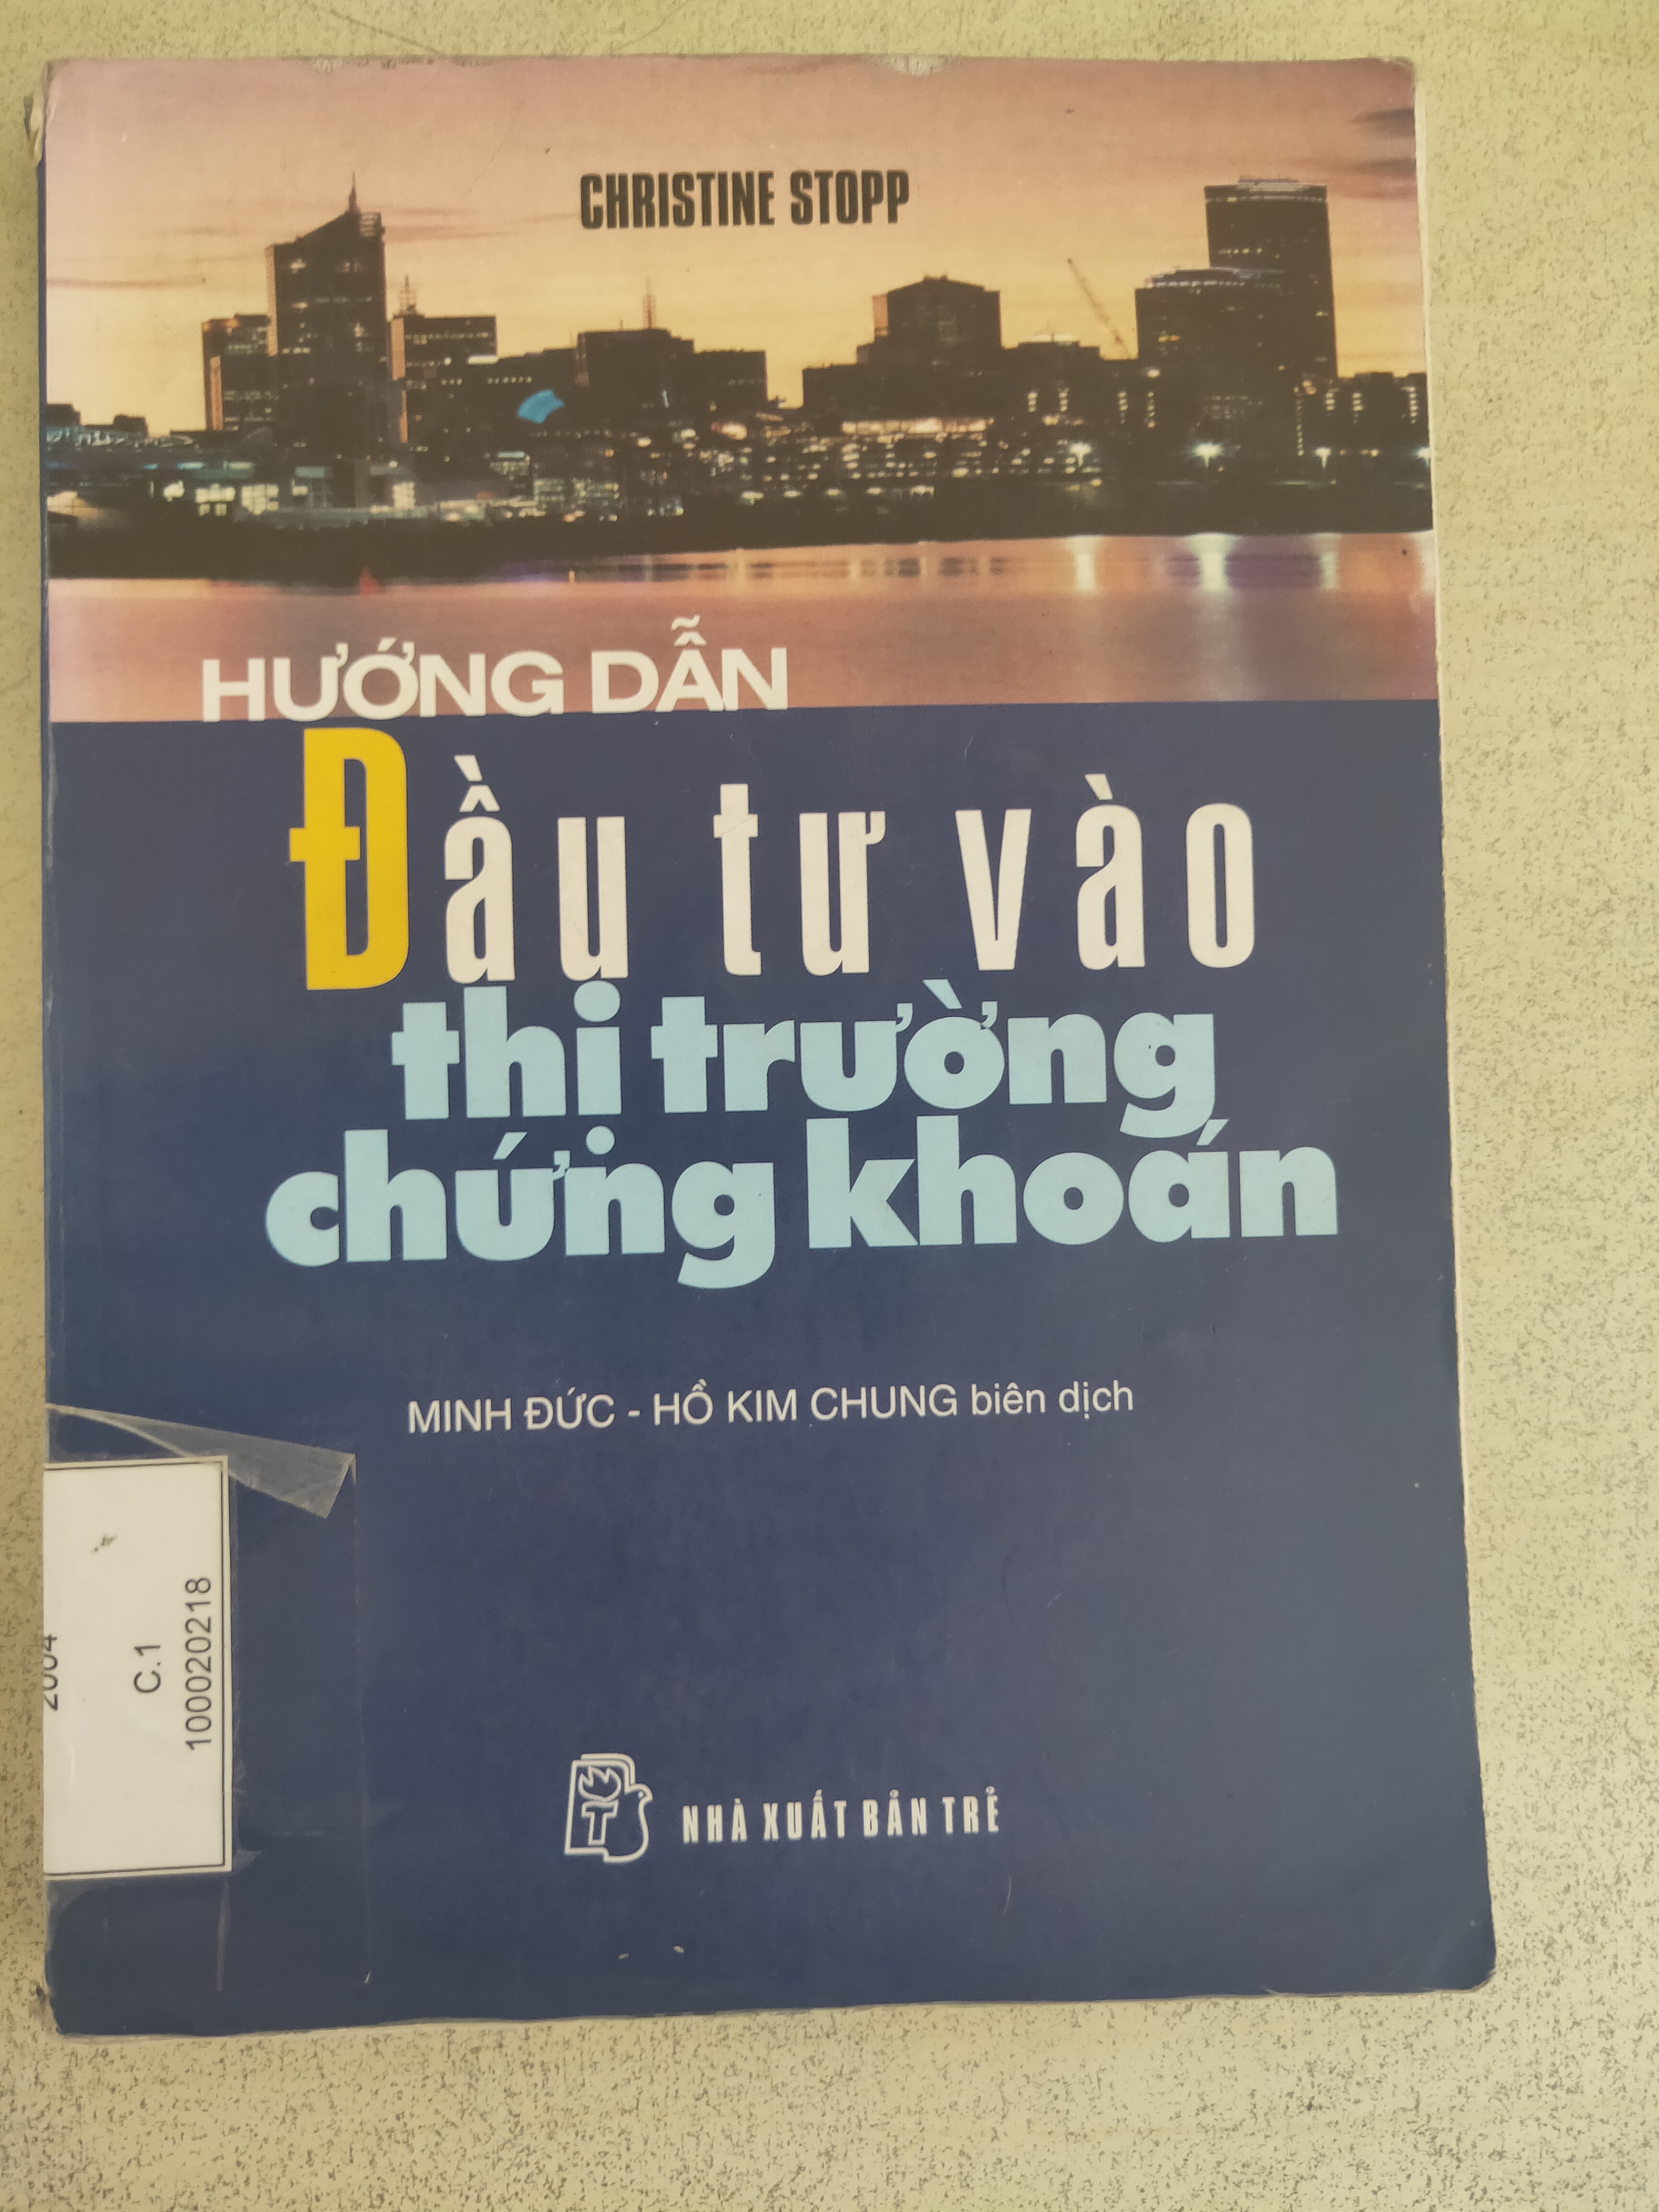 CHRISTINE STOPP
HƯỚNG DẪN
Đầu tư vào
thị trường
chứng khoán
MINH ĐỨC - HỒ KIM CHUNG biên dịch
2004
C.1
100020218
T
NHÀ XUẤT BẢN TRẺ